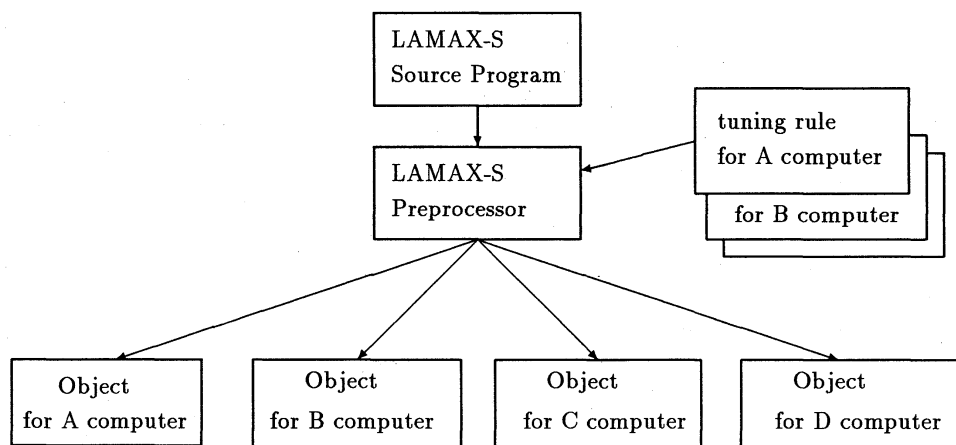 LAMAX-S
Source Program
tuning rule
for A computer
LAMAX-S
Preprocessor
for B computer
Object
for A computer
Object
for B computer
Object
for C computer
Object
for D computer